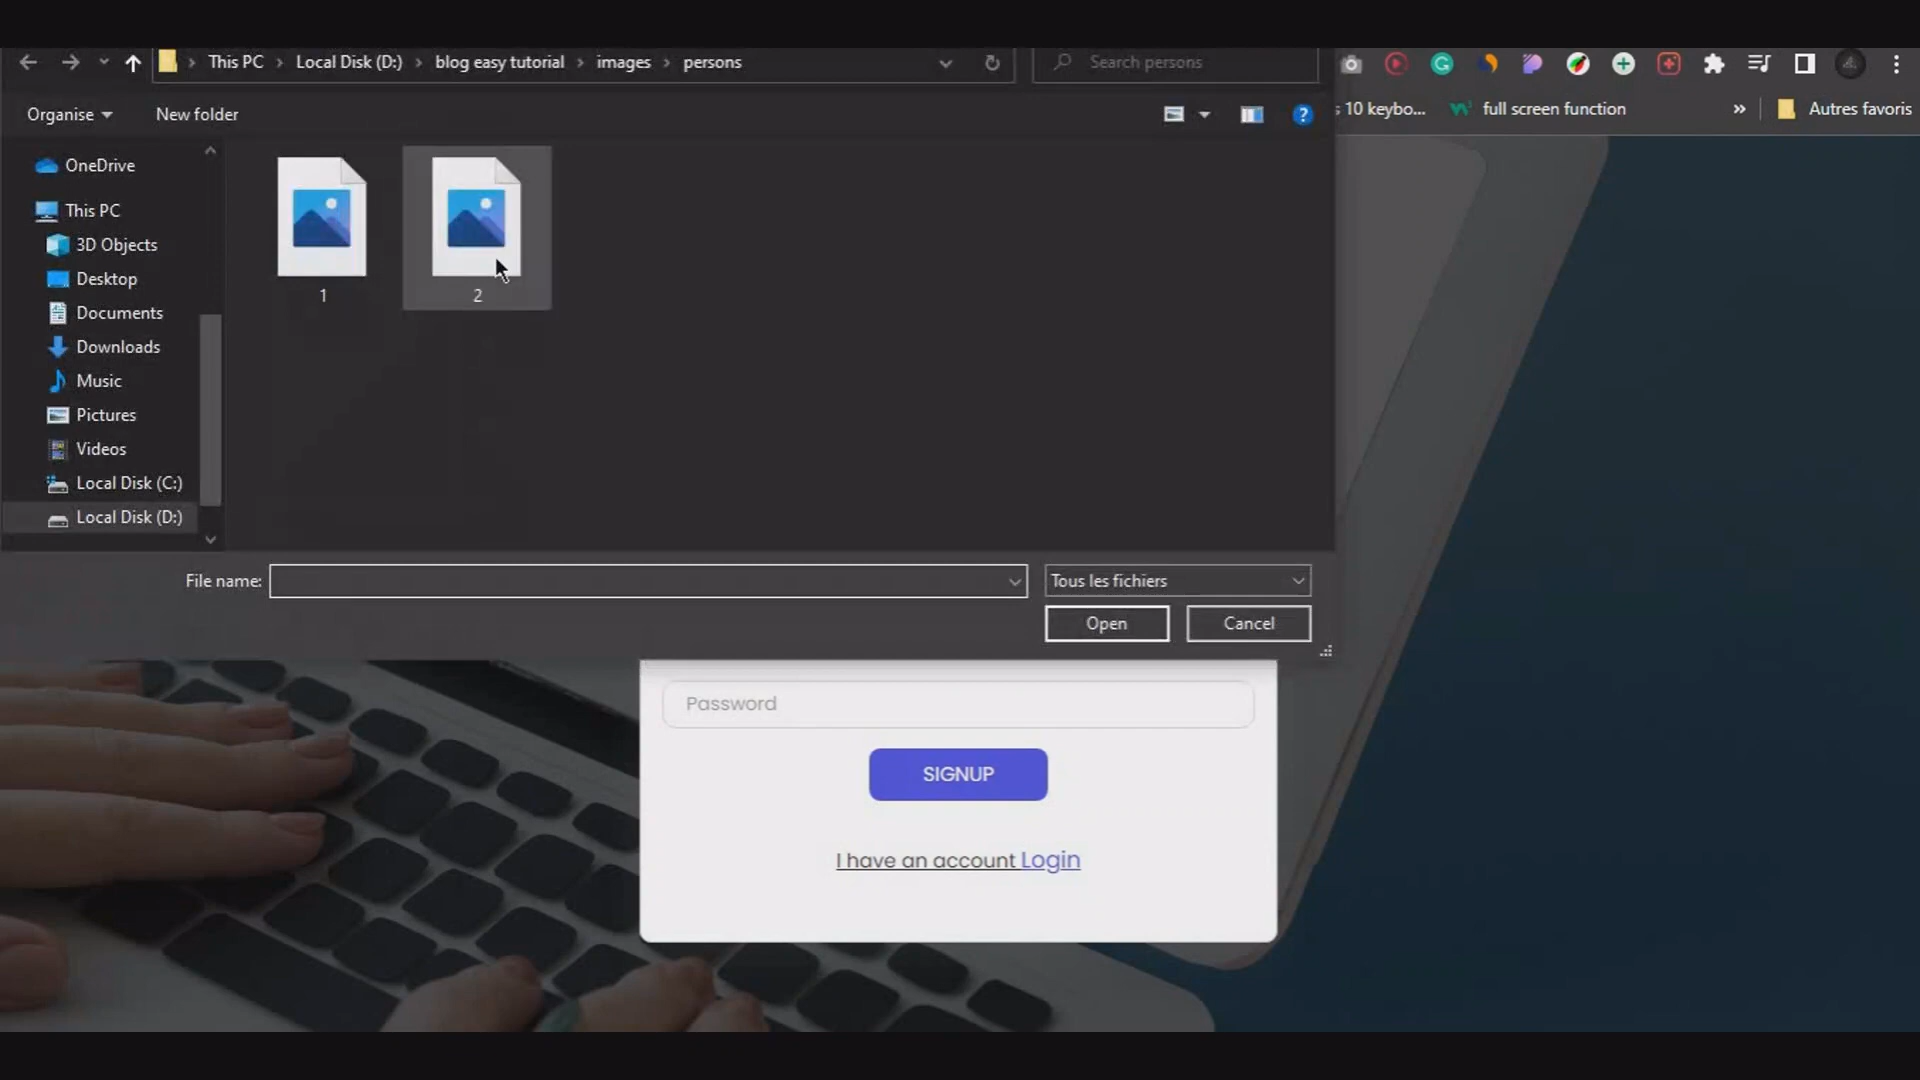 This PC > Local Disk (D:) > blog easy tutorial > images > persons
Search persons
Organise
New folder
s 10 keybo...
full screen function
»
Autres favoris
OneDrive
This PC
3D Objects
Desktop
Documents
Downloads
Music
Pictures
Videos
Local Disk (C:)
Local Disk (D:)
1
2
File name:
Tous les fichiers
Open
Cancel
Password
SIGNUP
I have an account Login